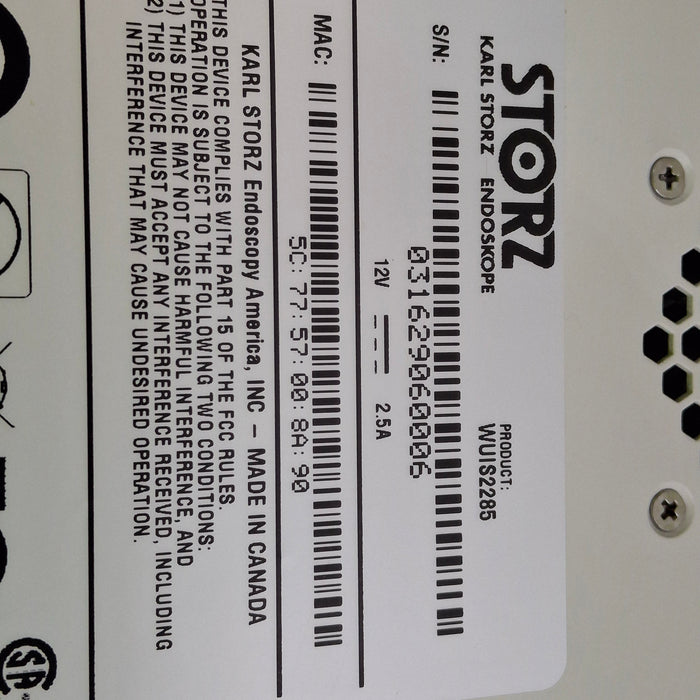 STORZ
KARL STORZ ENDOSKOPE
PRODUCT:
WUIS2285
S/N:
031629060006
12V 2.5A
MAC:
5C:77:57:00:8A:90
KARL STORZ Endoscopy America, INC – MADE IN CANADA
THIS DEVICE COMPLIES WITH PART 15 OF THE FCC RULES.
OPERATION IS SUBJECT TO THE FOLLOWING TWO CONDITIONS:
1) THIS DEVICE MAY NOT CAUSE HARMFUL INTERFERENCE, AND
2) THIS DEVICE MUST ACCEPT ANY INTERFERENCE RECEIVED, INCLUDING
INTERFERENCE THAT MAY CAUSE UNDESIRED OPERATION.
SA